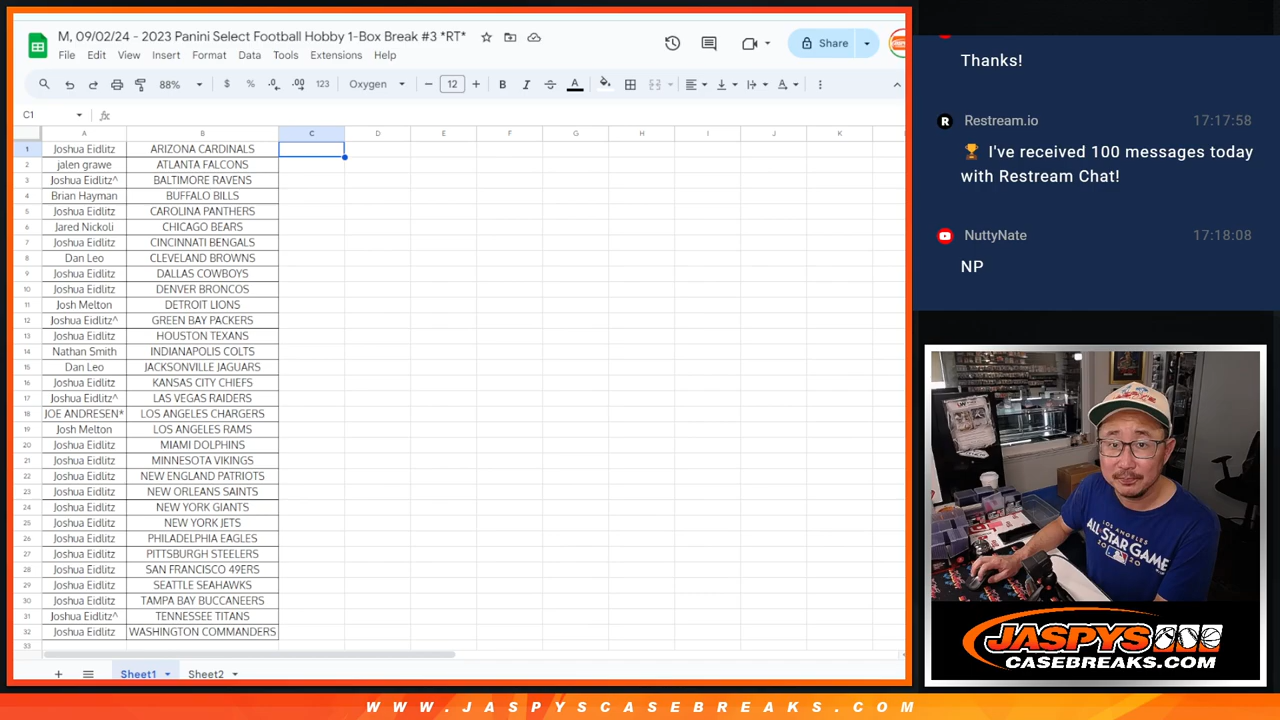 M, 09/02/24 - 2023 Panini Select Football Hobby 1-Box Break #3 *RT*
File Edit View Insert Format Data Tools Extensions Help
Share
88% $ % .0 .00 123 Oxygen 12 B I A
C1 fx
A B C D E F G H I J K
1 Joshua Eidlitz ARIZONA CARDINALS
2 jalen grawe ATLANTA FALCONS
3 Joshua Eidlitz^ BALTIMORE RAVENS
4 Brian Hayman BUFFALO BILLS
5 Joshua Eidlitz CAROLINA PANTHERS
6 Jared Nickoli CHICAGO BEARS
7 Joshua Eidlitz CINCINNATI BENGALS
8 Dan Leo CLEVELAND BROWNS
9 Joshua Eidlitz DALLAS COWBOYS
10 Joshua Eidlitz DENVER BRONCOS
11 Josh Melton DETROIT LIONS
12 Joshua Eidlitz^ GREEN BAY PACKERS
13 Joshua Eidlitz HOUSTON TEXANS
14 Nathan Smith INDIANAPOLIS COLTS
15 Dan Leo JACKSONVILLE JAGUARS
16 Joshua Eidlitz KANSAS CITY CHIEFS
17 Joshua Eidlitz^ LAS VEGAS RAIDERS
18 JOE ANDRESEN* LOS ANGELES CHARGERS
19 Josh Melton LOS ANGELES RAMS
20 Joshua Eidlitz MIAMI DOLPHINS
21 Joshua Eidlitz MINNESOTA VIKINGS
22 Joshua Eidlitz NEW ENGLAND PATRIOTS
23 Joshua Eidlitz NEW ORLEANS SAINTS
24 Joshua Eidlitz NEW YORK GIANTS
25 Joshua Eidlitz NEW YORK JETS
26 Joshua Eidlitz PHILADELPHIA EAGLES
27 Joshua Eidlitz PITTSBURGH STEELERS
28 Joshua Eidlitz SAN FRANCISCO 49ERS
29 Joshua Eidlitz SEATTLE SEAHAWKS
30 Joshua Eidlitz TAMPA BAY BUCCANEERS
31 Joshua Eidlitz^ TENNESSEE TITANS
32 Joshua Eidlitz WASHINGTON COMMANDERS
33
Sheet1 Sheet2
Thanks!
Restream.io 17:17:58
🏆 I've received 100 messages today
with Restream Chat!
NuttyNate 17:18:08
NP
LOS ANGELES
ALL STAR GAME
2020
JASPYS
CASEBREAKS.COM
WWW.JASPYSCASEBREAKS.COM